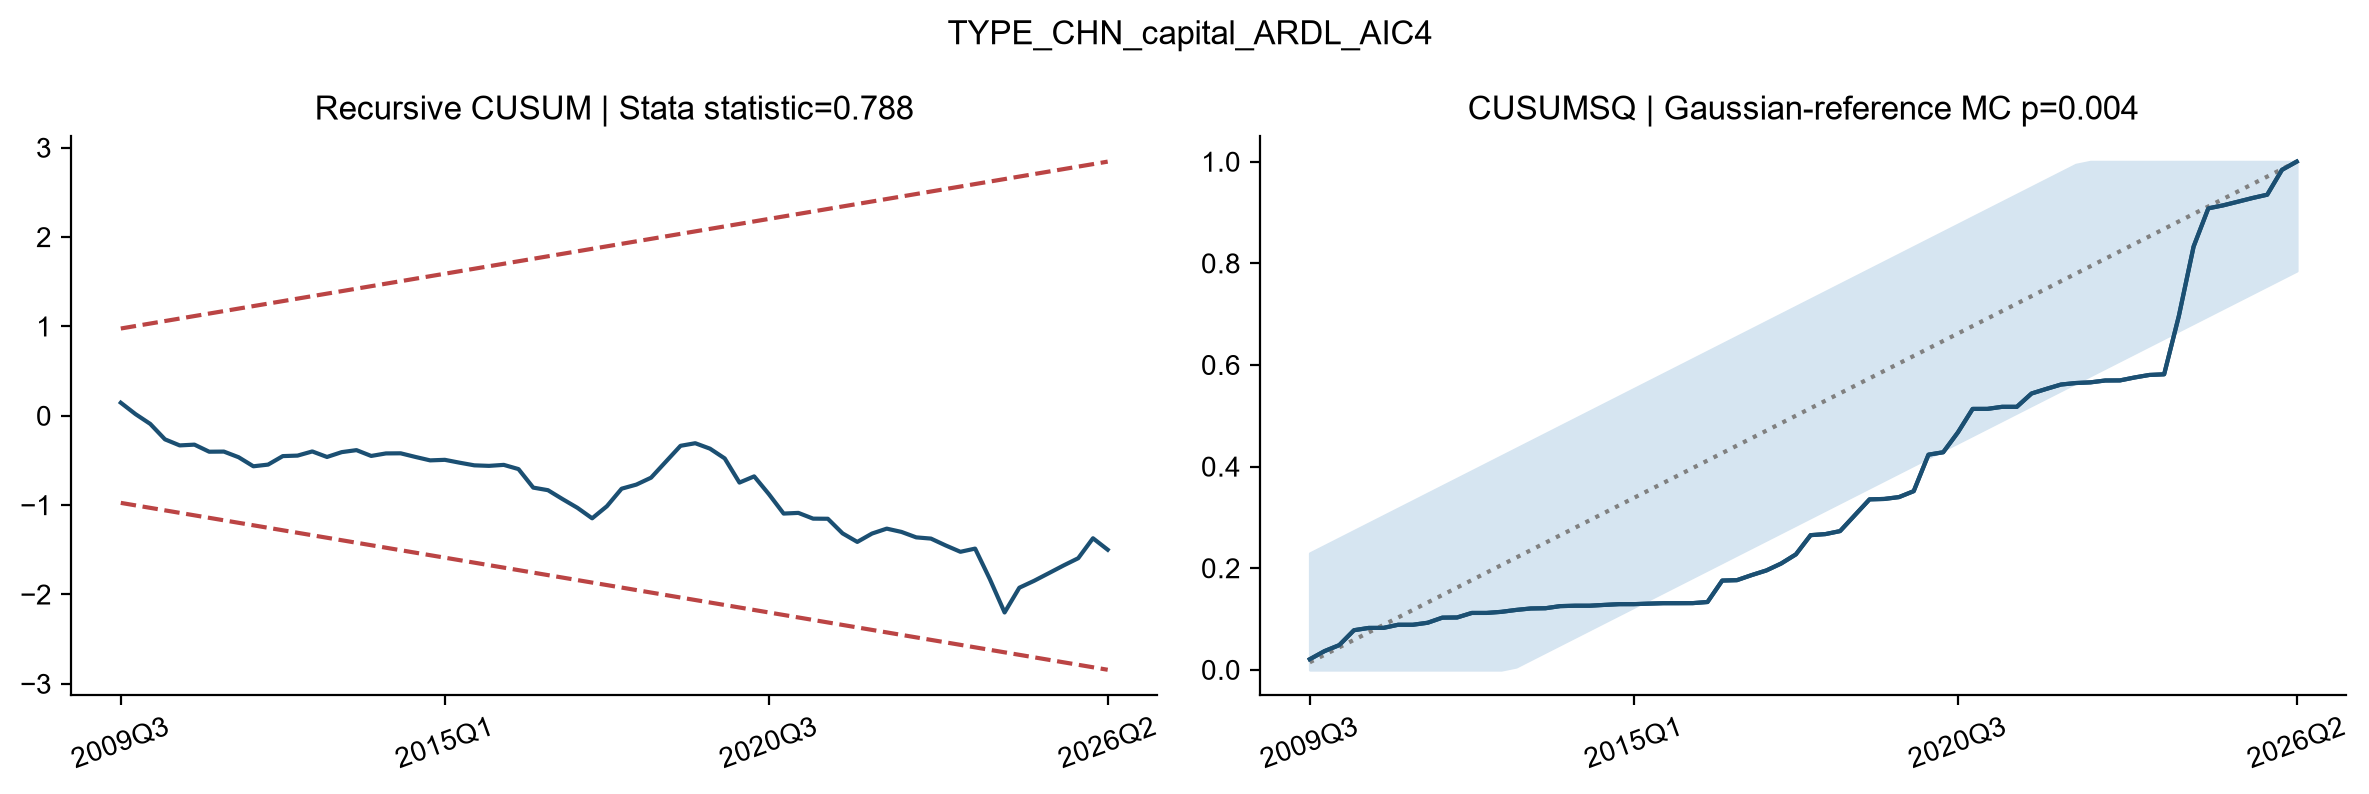 TYPE_CHN_capital_ARDL_AIC4
Recursive CUSUM | Stata statistic=0.788
3
2
1
0
−1
−2
−3
2009Q3
2015Q1
2020Q3
2026Q2
CUSUMSQ | Gaussian-reference MC p=0.004
1.0
0.8
0.6
0.4
0.2
0.0
2009Q3
2015Q1
2020Q3
2026Q2